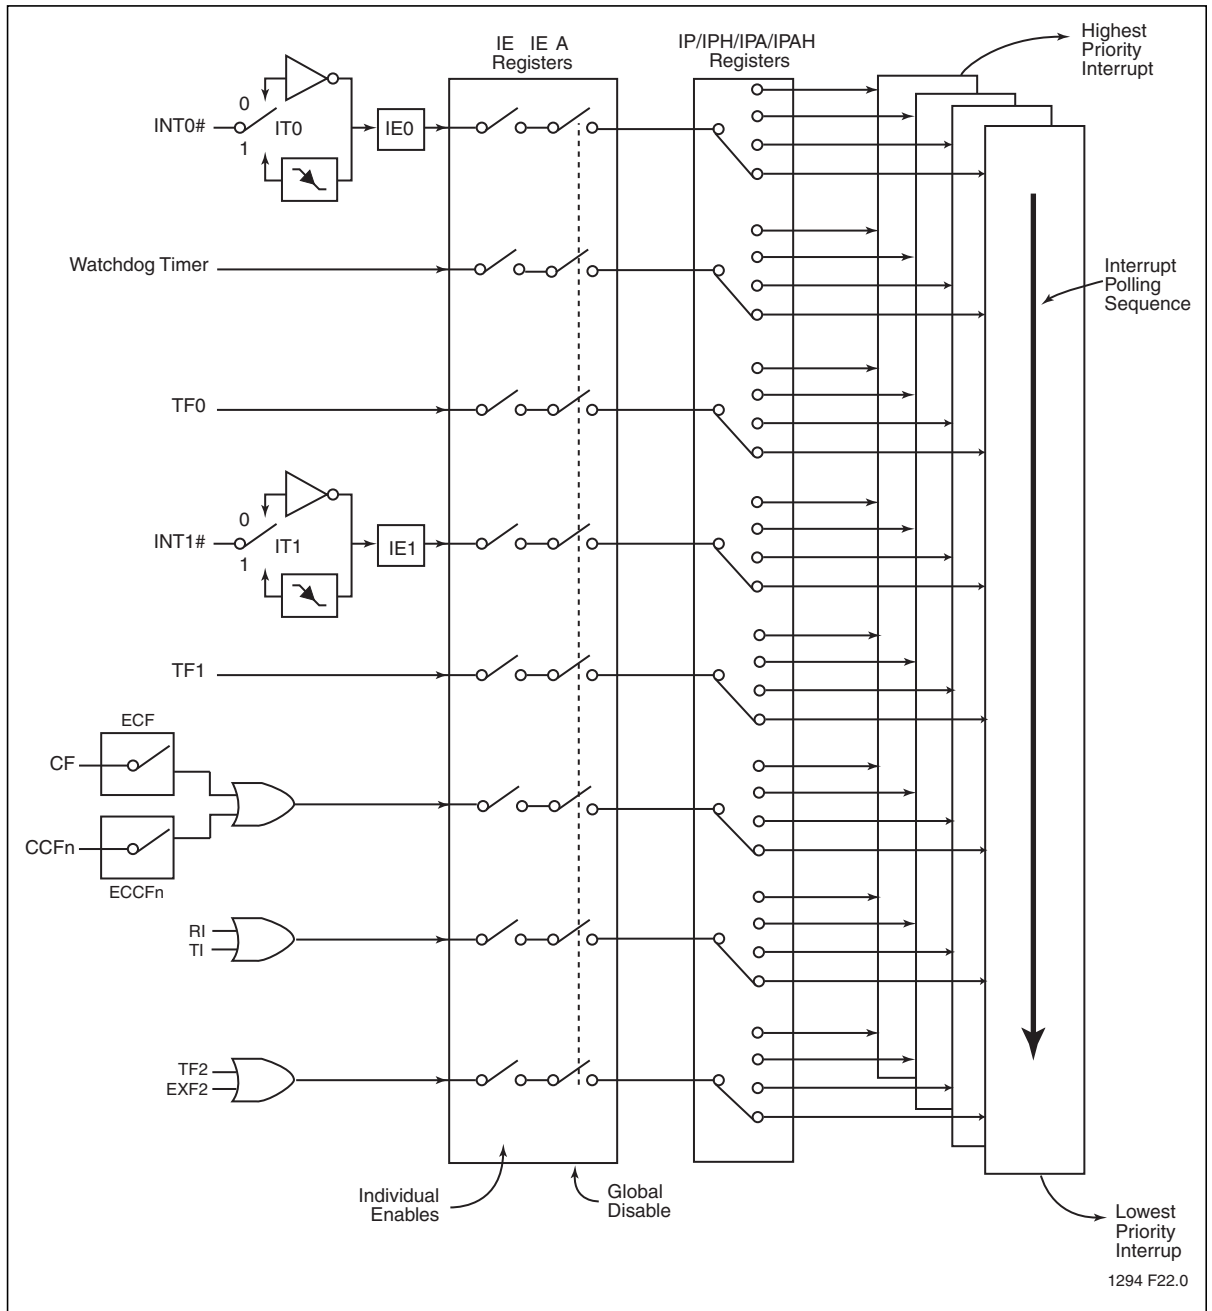 IE IE A
Registers
IP/IPH/IPA/IPAH
Registers
Highest
Priority
Interrupt
INT0#
0
1
IT0
IE0
Watchdog Timer
Interrupt
Polling
Sequence
TF0
INT1#
0
1
IT1
IE1
TF1
ECF
CF
CCFn
ECCFn
RI
TI
TF2
EXF2
Individual
Enables
Global
Disable
Lowest
Priority
Interrup
1294 F22.0